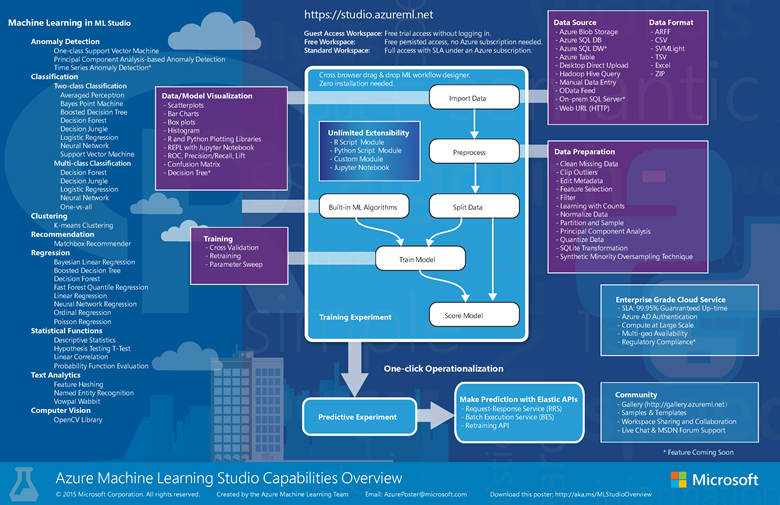 Machine Learning in ML Studio
Anomaly Detection
One-class Support Vector Machine
Principal Component Analysis-based Anomaly Detection
Time Series Anomaly Detection*
Classification
Two-class Classification
Averaged Perceptron
Bayes Point Machine
Boosted Decision Tree
Decision Forest
Decision Jungle
Logistic Regression
Neural Network
Support Vector Machine
Multi-class Classification
Decision Forest
Decision Jungle
Logistic Regression
Neural Network
One-vs-all
Clustering
K-means Clustering
Recommendation
Matchbox Recommender
Regression
Bayesian Linear Regression
Boosted Decision Tree
Decision Forest
Fast Forest Quantile Regression
Linear Regression
Neural Network Regression
Ordinal Regression
Poisson Regression
Statistical Functions
Descriptive Statistics
Hypothesis Testing T-Test
Linear Correlation
Probability Function Evaluation
Text Analytics
Feature Hashing
Named Entity Recognition
Vowpal Wabbit
Computer Vision
OpenCV Library
https://studio.azureml.net
Guest Access Workspace: Free trial access without logging in.
Free Workspace: Free persisted access, no Azure subscription needed.
Standard Workspace: Full access with SLA under an Azure subscription.
Data/Model Visualization
- Scatterplots
- Bar Charts
- Box plots
- Histogram
- R and Python Plotting Libraries
- REPL with Jupyter Notebook
- ROC, Precision/Recall, Lift
- Confusion Matrix
- Decision Tree*
Training
- Cross Validation
- Retraining
- Parameter Sweep
Cross browser drag & drop ML workflow designer.
Zero installation needed.
Import Data
Unlimited Extensibility
- R Script Module
- Python Script Module
- Custom Module
- Jupyter Notebook
Preprocess
Built-in ML Algorithms
Split Data
Train Model
Training Experiment
Score Model
One-click Operationalization
Predictive Experiment
Make Prediction with Elastic APIs
- Request-Response Service (RRS)
- Batch Execution Service (BES)
- Retraining API
Data Source
- Azure Blob Storage
- Azure SQL DB
- Azure SQL DW*
- Azure Table
- Desktop Direct Upload
- Hadoop Hive Query
- Manual Data Entry
- OData Feed
- On-prem SQL Server*
- Web URL (HTTP)
Data Format
- ARFF
- CSV
- SVMLight
- TSV
- Excel
- ZIP
Data Preparation
- Clean Missing Data
- Clip Outliers
- Edit Metadata
- Feature Selection
- Filter
- Learning with Counts
- Normalize Data
- Partition and Sample
- Principal Component Analysis
- Quantize Data
- SQLite Transformation
- Synthetic Minority Oversampling Technique
Enterprise Grade Cloud Service
- SLA: 99.95% Guaranteed Up-time
- Azure AD Authentication
- Compute at Large Scale
- Multi-geo Availability
- Regulatory Compliance*
Community
- Gallery (http://gallery.azureml.net)
- Samples & Templates
- Workspace Sharing and Collaboration
- Live Chat & MSDN Forum Support
* Feature Coming Soon
Azure Machine Learning Studio Capabilities Overview
Microsoft
© 2015 Microsoft Corporation. All rights reserved. Created by the Azure Machine Learning Team Email: AzurePoster@microsoft.com Download this poster: http://aka.ms/MLStudioOverview